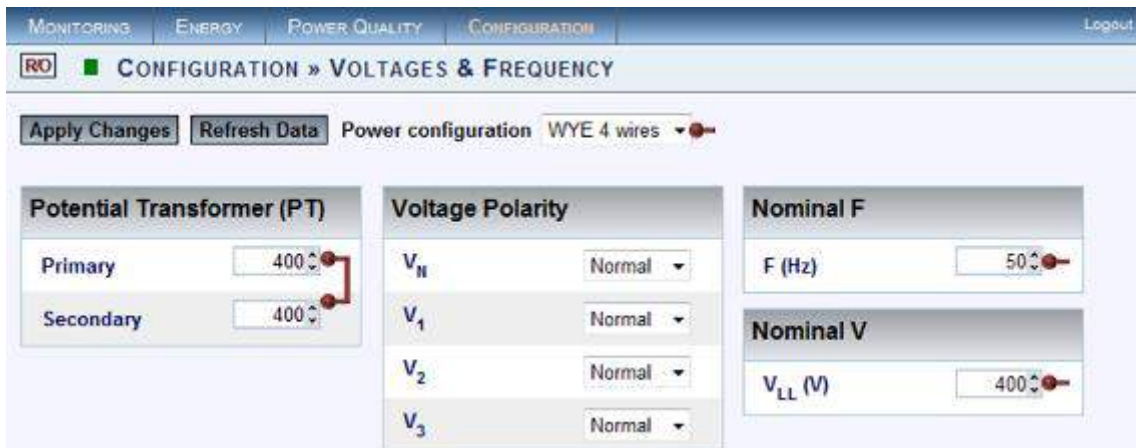 MONITORING ENERGY POWER QUALITY CONFIGURATION Logout
R/O CONFIGURATION » VOLTAGES & FREQUENCY
Apply Changes Refresh Data Power configuration WYE 4 wires
Potential Transformer (PT)
Primary 400
Secondary 400
Voltage Polarity
VN Normal
V1 Normal
V2 Normal
V3 Normal
Nominal F
F (Hz) 50
Nominal V
VLL (V) 400